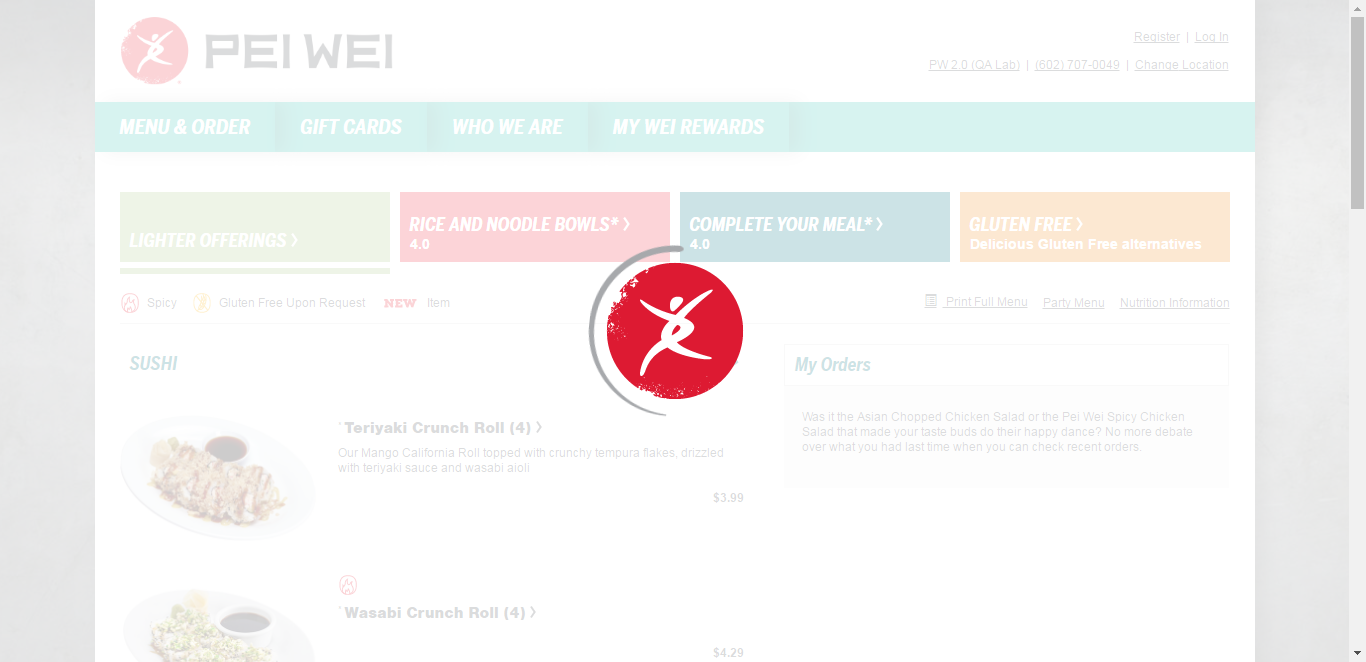 PEI WEI
Register | Log In
PW 2.0 (QA Lab) | (602) 707-0049 | Change Location
MENU & ORDER GIFT CARDS WHO WE ARE MY WEI REWARDS
LIGHTER OFFERINGS >
RICE AND NOODLE BOWLS* >
4.0
COMPLETE YOUR MEAL* >
4.0
GLUTEN FREE >
Delicious Gluten Free alternatives
Spicy Gluten Free Upon Request NEW Item
Print Full Menu Party Menu Nutrition Information
SUSHI
*Teriyaki Crunch Roll (4) >
Our Mango California Roll topped with crunchy tempura flakes, drizzled
with teriyaki sauce and wasabi aioli
$3.99
*Wasabi Crunch Roll (4) >
$4.29
My Orders
Was it the Asian Chopped Chicken Salad or the Pei Wei Spicy Chicken
Salad that made your taste buds do their happy dance? No more debate
over what you had last time when you can check recent orders.